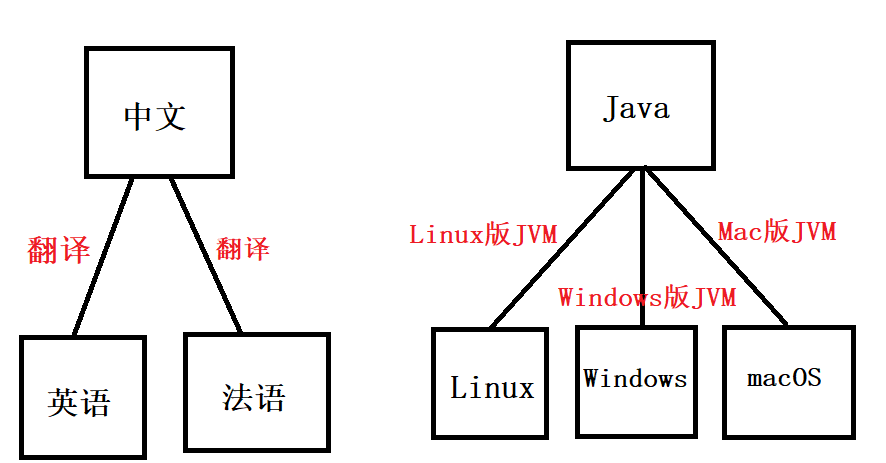 中文
翻译
翻译
英语
法语
Java
Linux版JVM
Windows版JVM
Mac版JVM
Linux
Windows
macOS